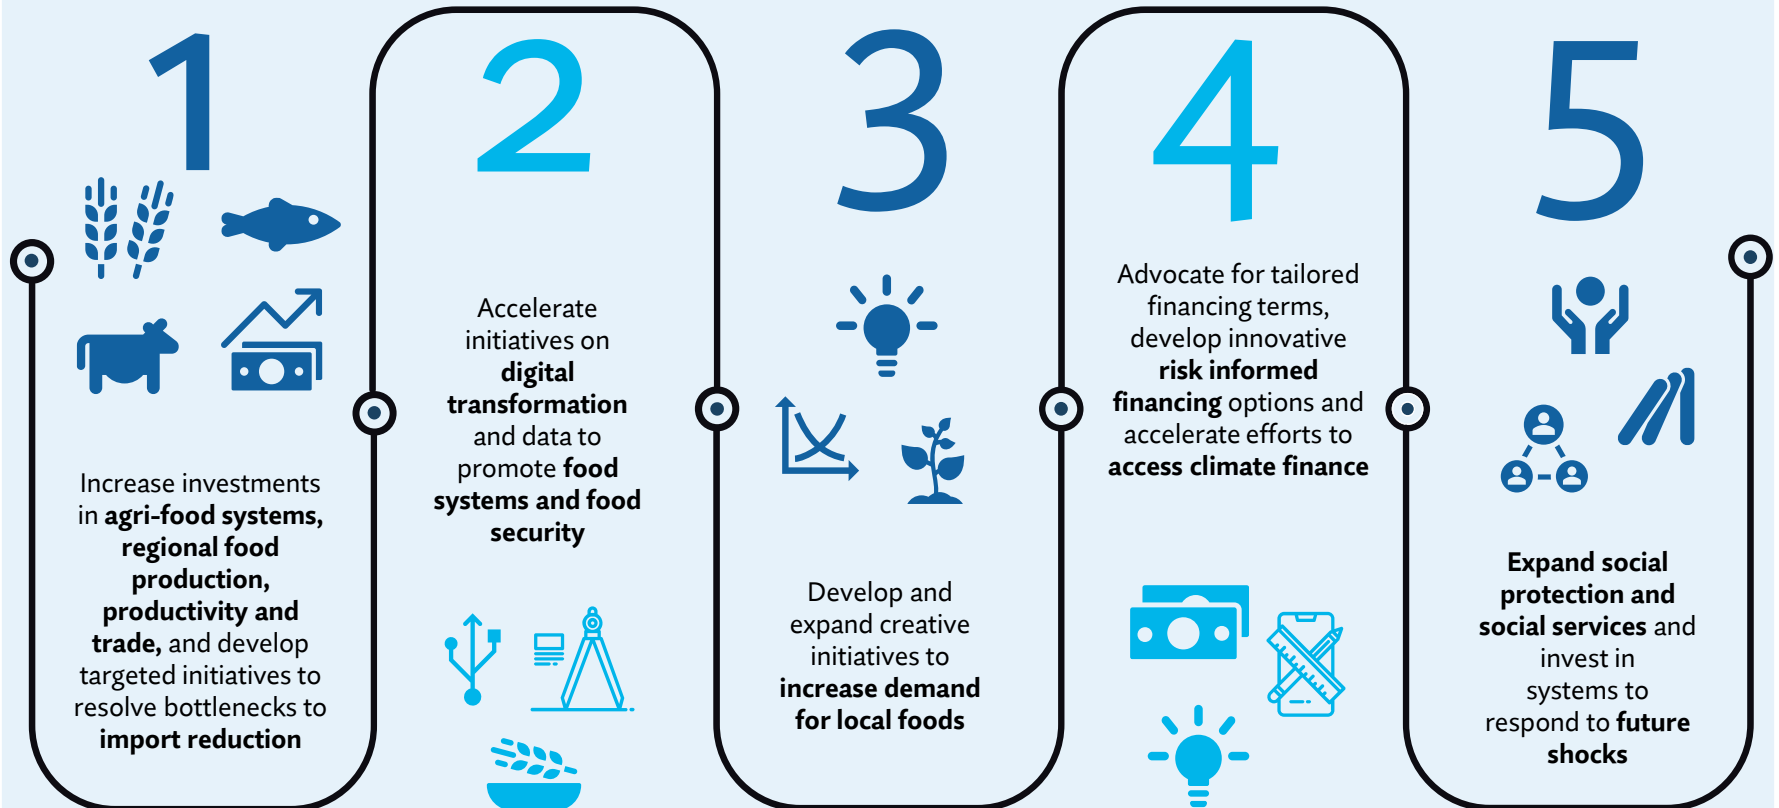 1
Increase investments
in agri-food systems,
regional food
production,
productivity and
trade, and develop
targeted initiatives to
resolve bottlenecks to
import reduction
2
Accelerate
initiatives on
digital
transformation
and data to
promote food
systems and food
security
3
Develop and
expand creative
initiatives to
increase demand
for local foods
4
Advocate for tailored
financing terms,
develop innovative
risk informed
financing options and
accelerate efforts to
access climate finance
5
Expand social
protection and
social services and
invest in
systems to
respond to future
shocks